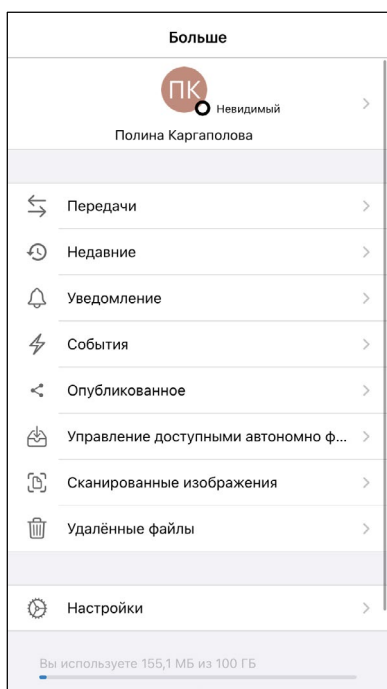 Больше
ПК
Невидимый
Полина Каргаполова
Передачи
Недавние
Уведомление
События
Опубликованное
Управление доступными автономно ф...
Сканированные изображения
Удалённые файлы
Настройки
Вы используете 155,1 МБ из 100 ГБ